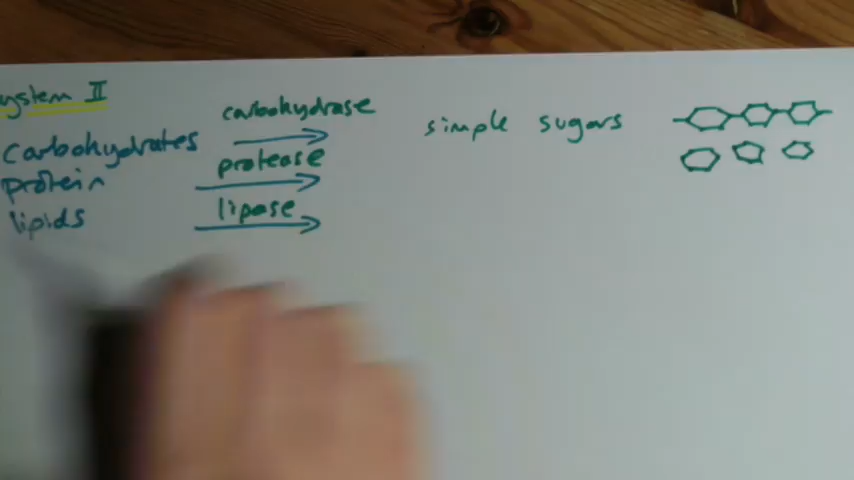 ystem II
carbohydrase
carbohydrates
simple sugars
protease
protein
lipase
lipids